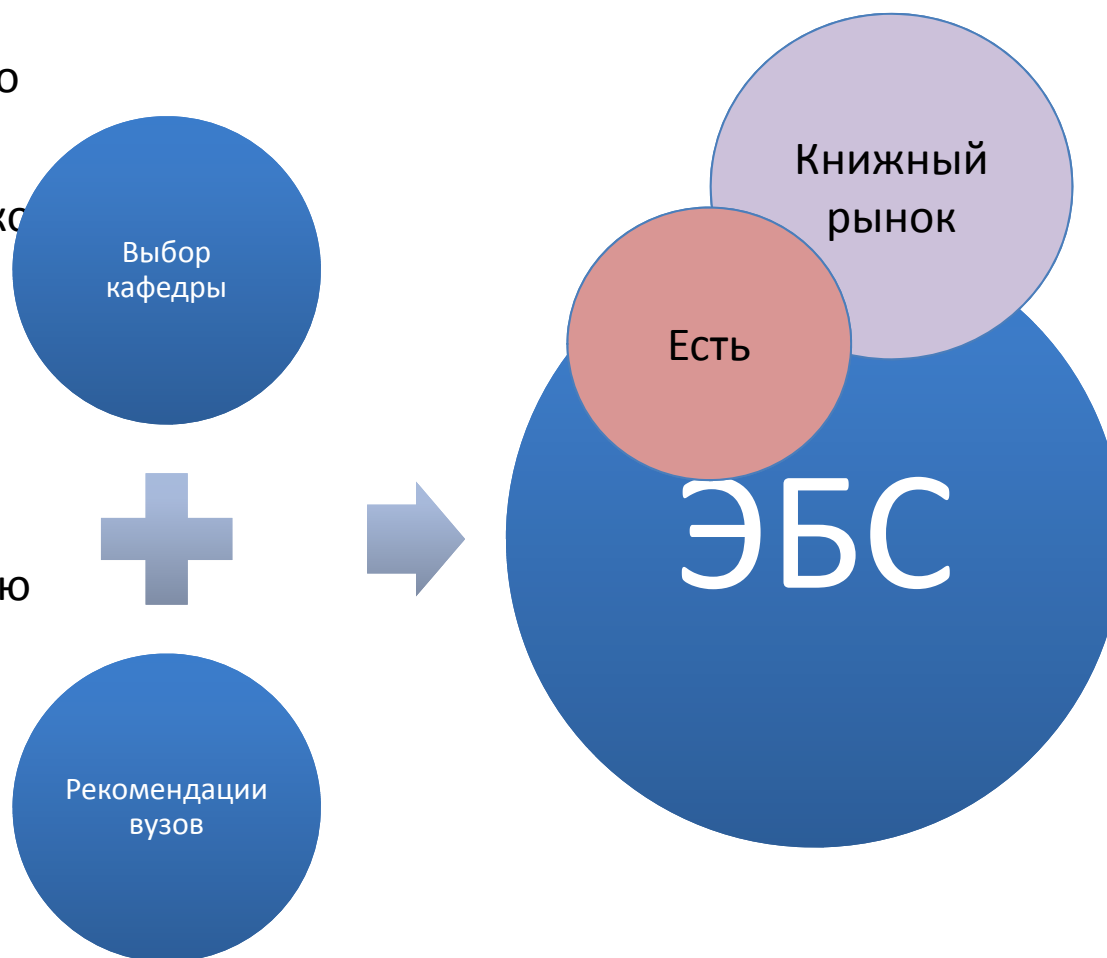 Выбор
кафедры
Рекомендации
вузов
Книжный
рынок
Есть
ЭБС